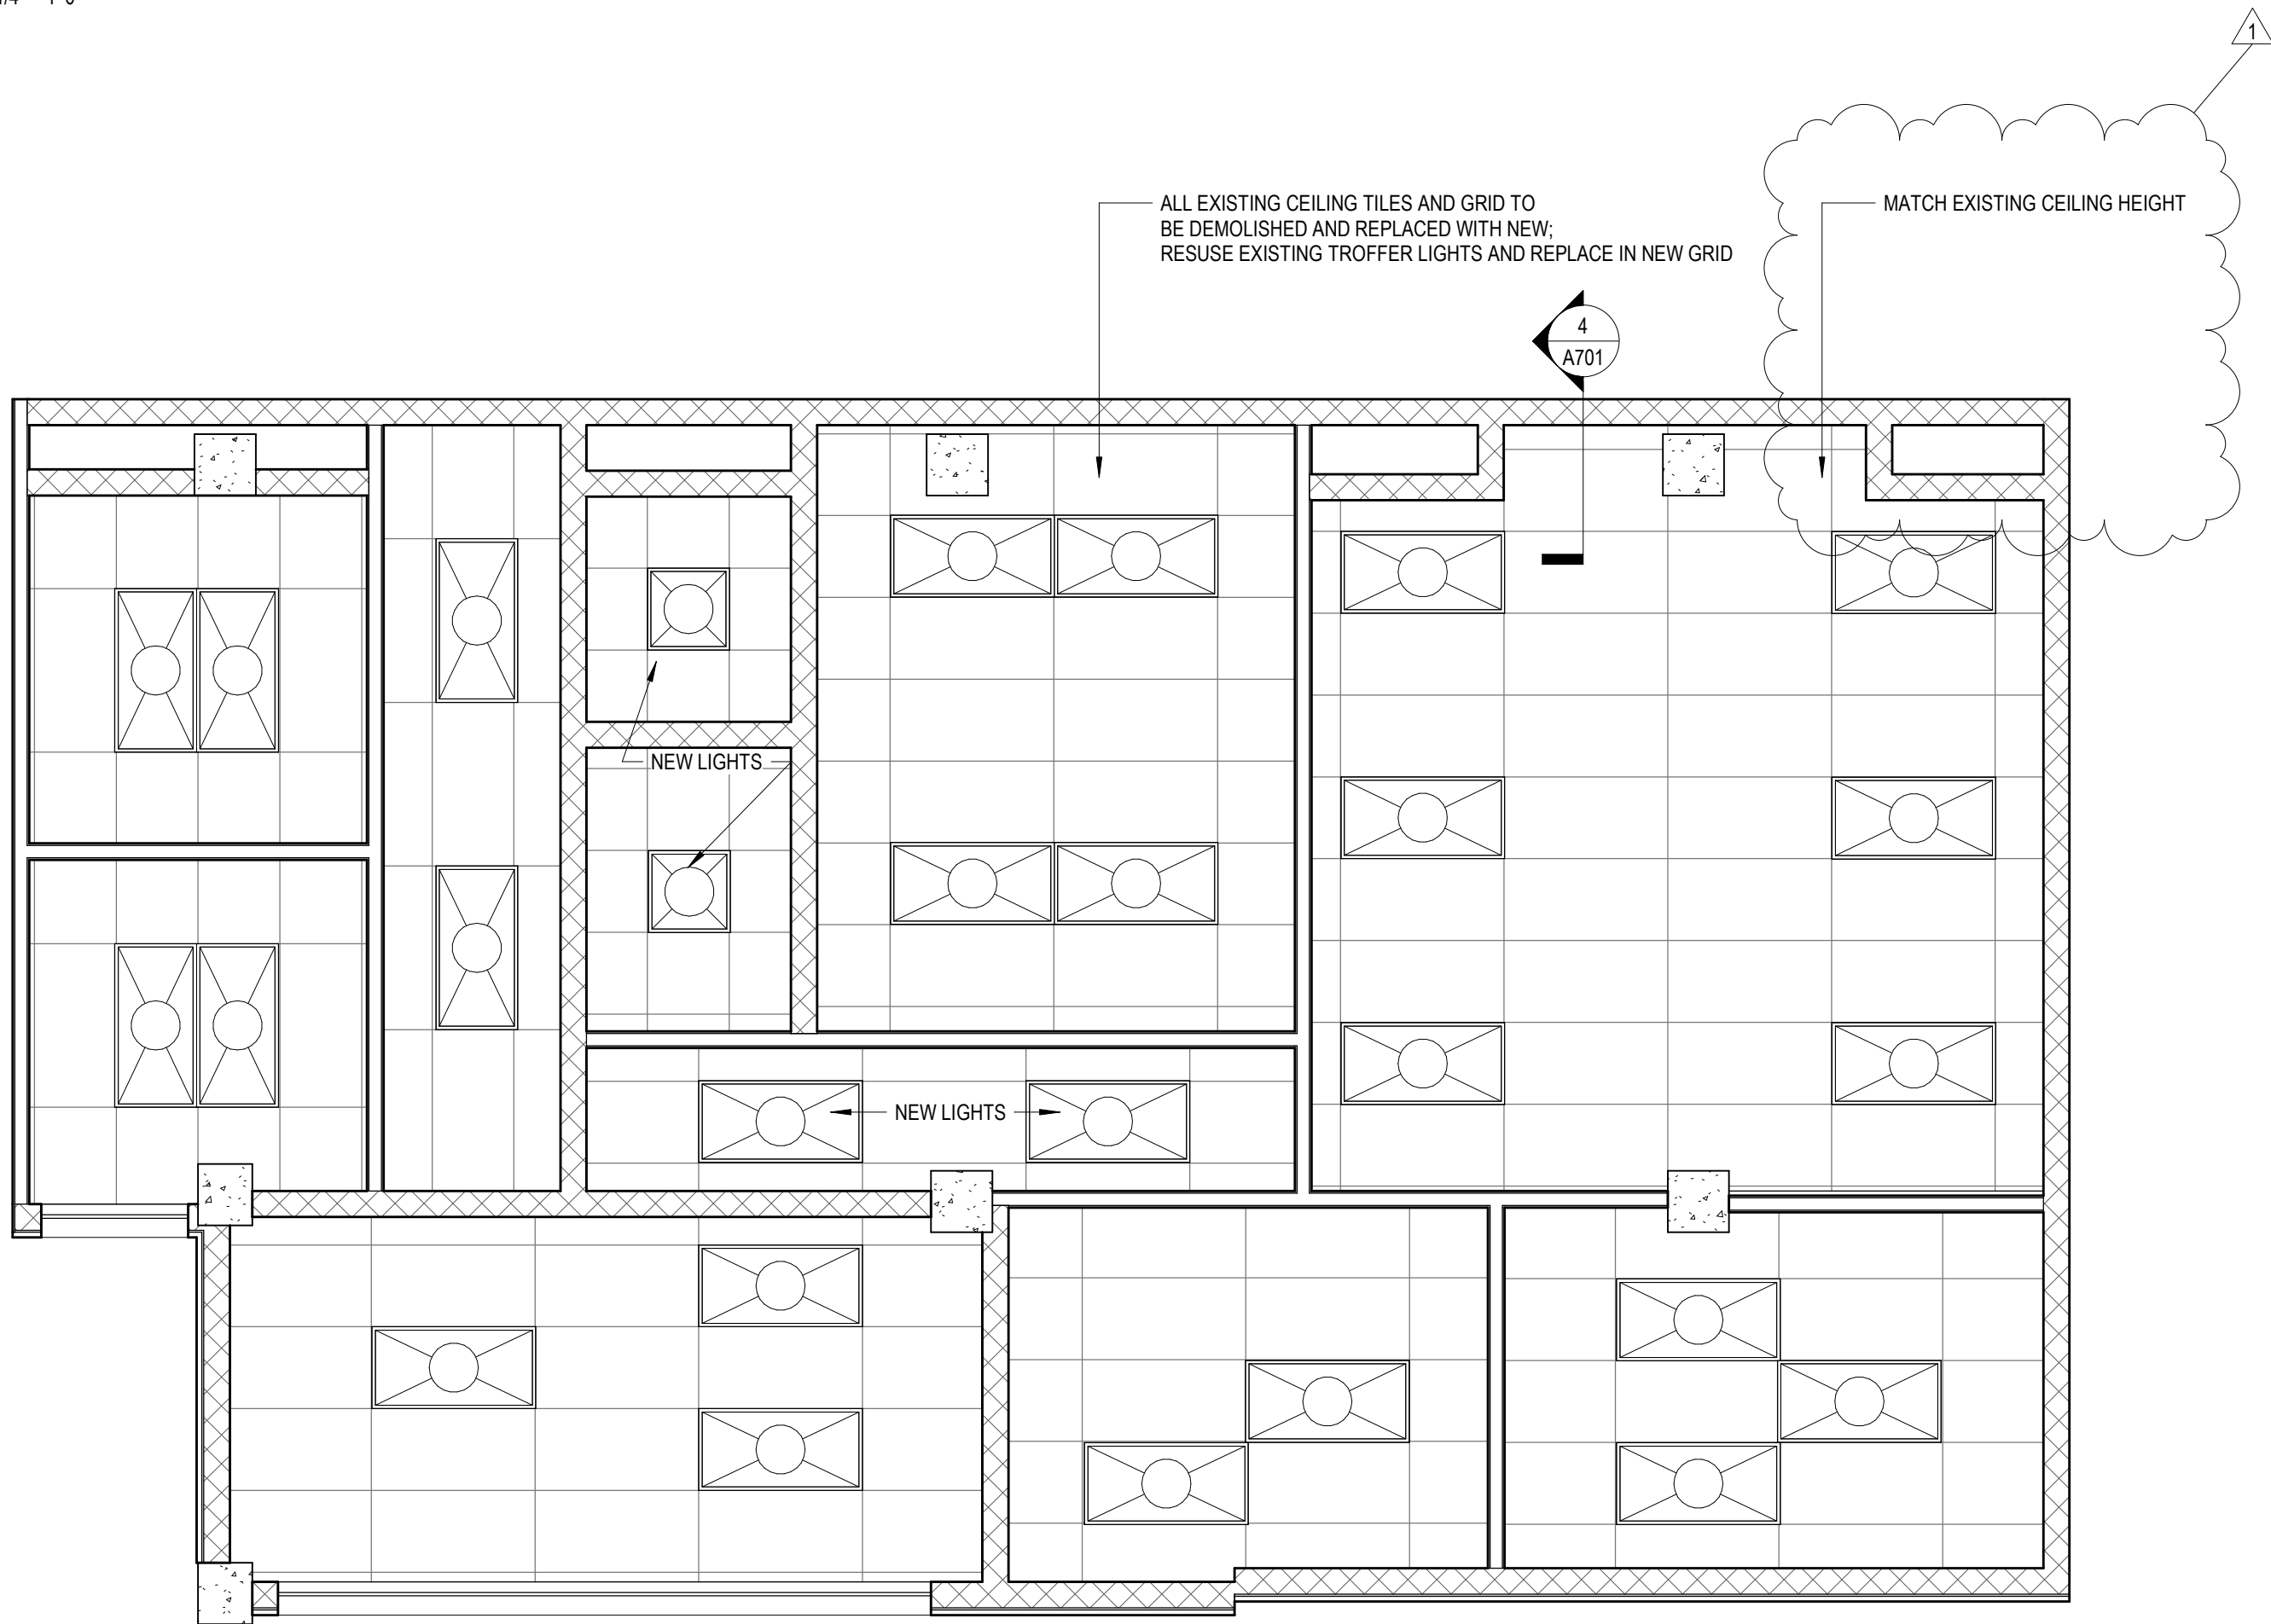 1
ALL EXISTING CEILING TILES AND GRID TO
BE DEMOLISHED AND REPLACED WITH NEW;
RESUSE EXISTING TROFFER LIGHTS AND REPLACE IN NEW GRID
MATCH EXISTING CEILING HEIGHT
4
A701
NEW LIGHTS
NEW LIGHTS